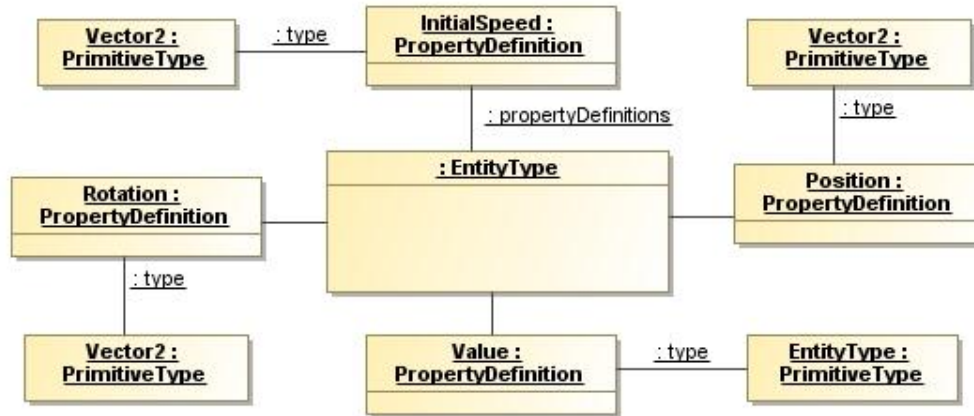 Vector2 :
PrimitiveType
: type
InitialSpeed :
PropertyDefinition
Vector2 :
PrimitiveType
: propertyDefinitions
: type
: EntityType
Rotation :
PropertyDefinition
Position :
PropertyDefinition
: type
Vector2 :
PrimitiveType
Value :
PropertyDefinition
: type
EntityType :
PrimitiveType